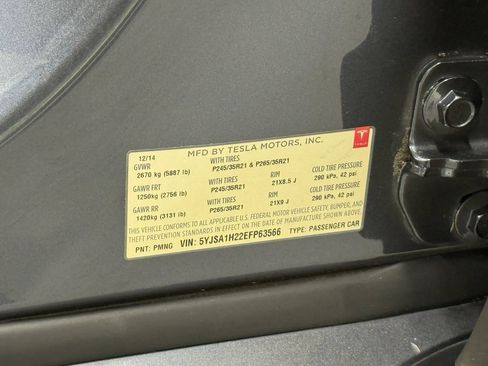 MFD BY TESLA MOTORS, INC.
12/14
GVWR WITH TIRES
2670 kg (5887 lb) P245/35R21 & P265/35R21
GAWR FRT WITH TIRES RIM COLD TIRE PRESSURE
1250kg (2756 lb) P245/35R21 21X8.5 J 290 kPa, 42 psi
GAWR RR WITH TIRES RIM COLD TIRE PRESSURE
1420kg (3131 lb) P265/35R21 21X9 J 290 kPa, 42 psi
THIS VEHICLE CONFORMS TO ALL APPLICABLE U.S. FEDERAL MOTOR VEHICLE SAFETY, BUMPER, AND
THEFT PREVENTION STANDARDS IN EFFECT ON THE DATE OF MANUFACTURE SHOWN ABOVE.
PNT: PMNG VIN: 5YJSA1H22EFP63566 TYPE: PASSENGER CAR
TESLA